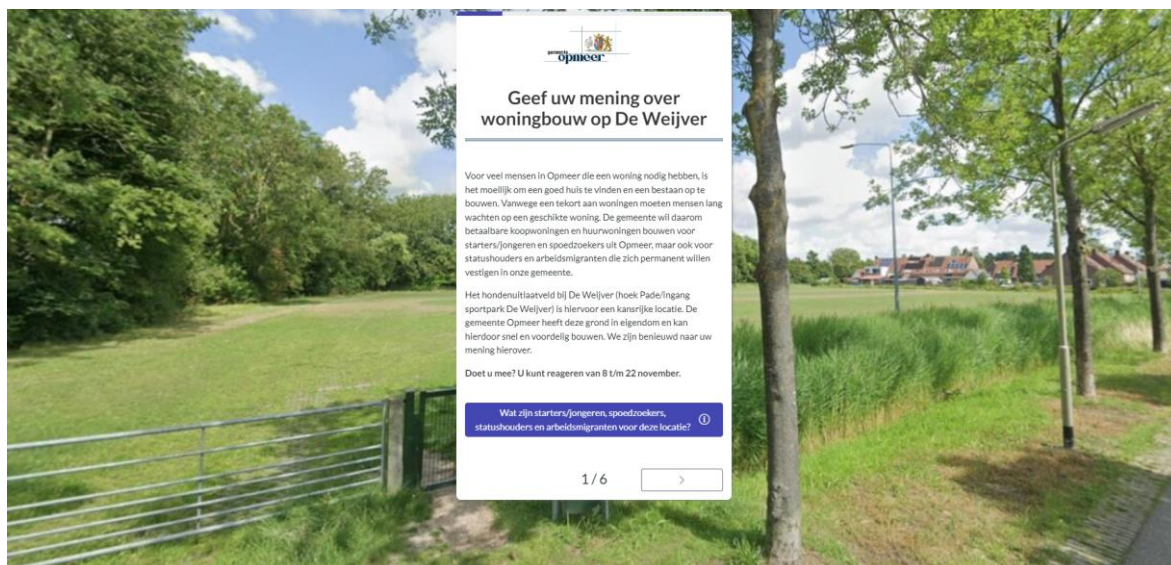 gemeente
opmeer
Geef uw mening over
woningbouw op De Weijver
Voor veel mensen in Opmeer die een woning nodig hebben, is
het moeilijk om een goed huis te vinden en een bestaan op te
bouwen. Vanwege een tekort aan woningen moeten mensen lang
wachten op een geschikte woning. De gemeente wil daarom
betaalbare koopwoningen en huurwoningen bouwen voor
starters/jongeren en spoedzoekers uit Opmeer, maar ook voor
statushouders en arbeidsmigranten die zich permanent willen
vestigen in onze gemeente.
Het hondenuitlaatveld bij De Weijver (hoek Pade/ingang
sportpark De Weijver) is hiervoor een kansrijke locatie. De
gemeente Opmeer heeft deze grond in eigendom en kan
hierdoor snel en voordelig bouwen. We zijn benieuwd naar uw
mening hierover.
Doet u mee? U kunt reageren van 8 t/m 22 november.
Wat zijn starters/jongeren, spoedzoekers,
statushouders en arbeidsmigranten voor deze locatie?
1 / 6